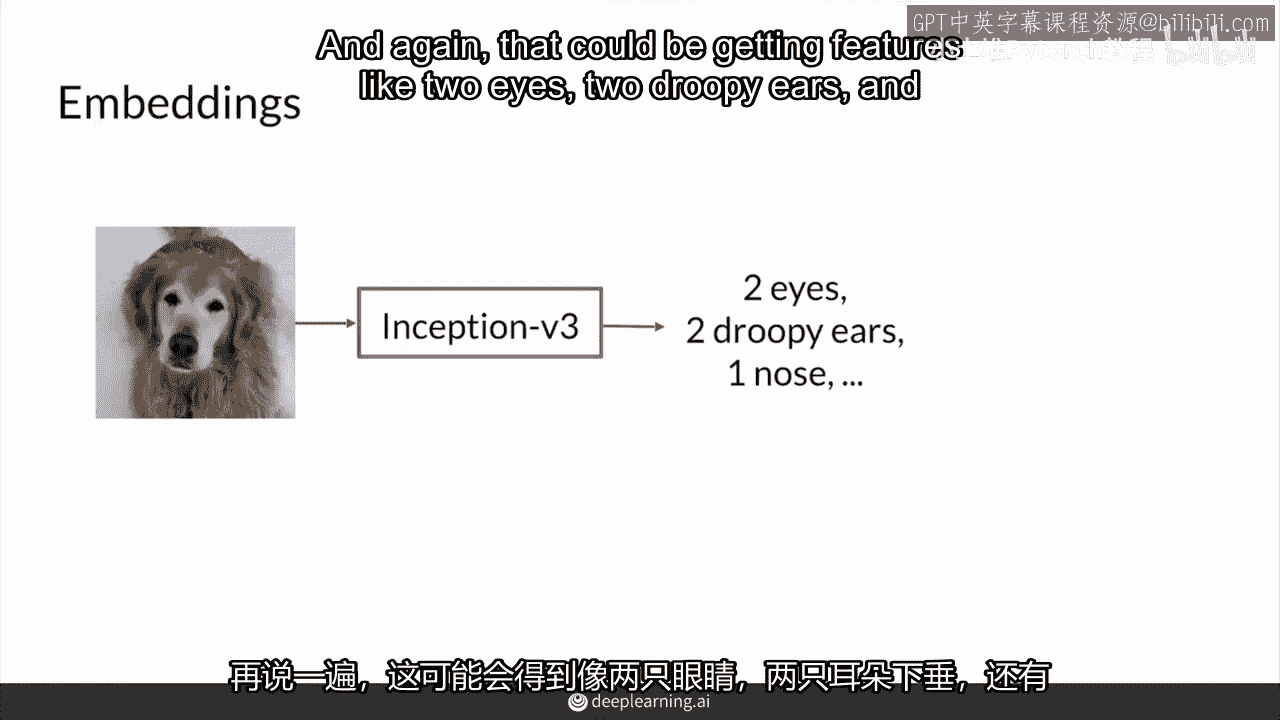 GPT中英字幕课程资源@bilibili.com
And again, that could be getting features
like two eyes, two droopy ears, and
Embeddings
Inception-v3
2 eyes,
2 droopy ears,
1 nose, ...
再说一遍，这可能会得到像两只眼睛，两只耳朵下垂，还有
deeplearning.ai